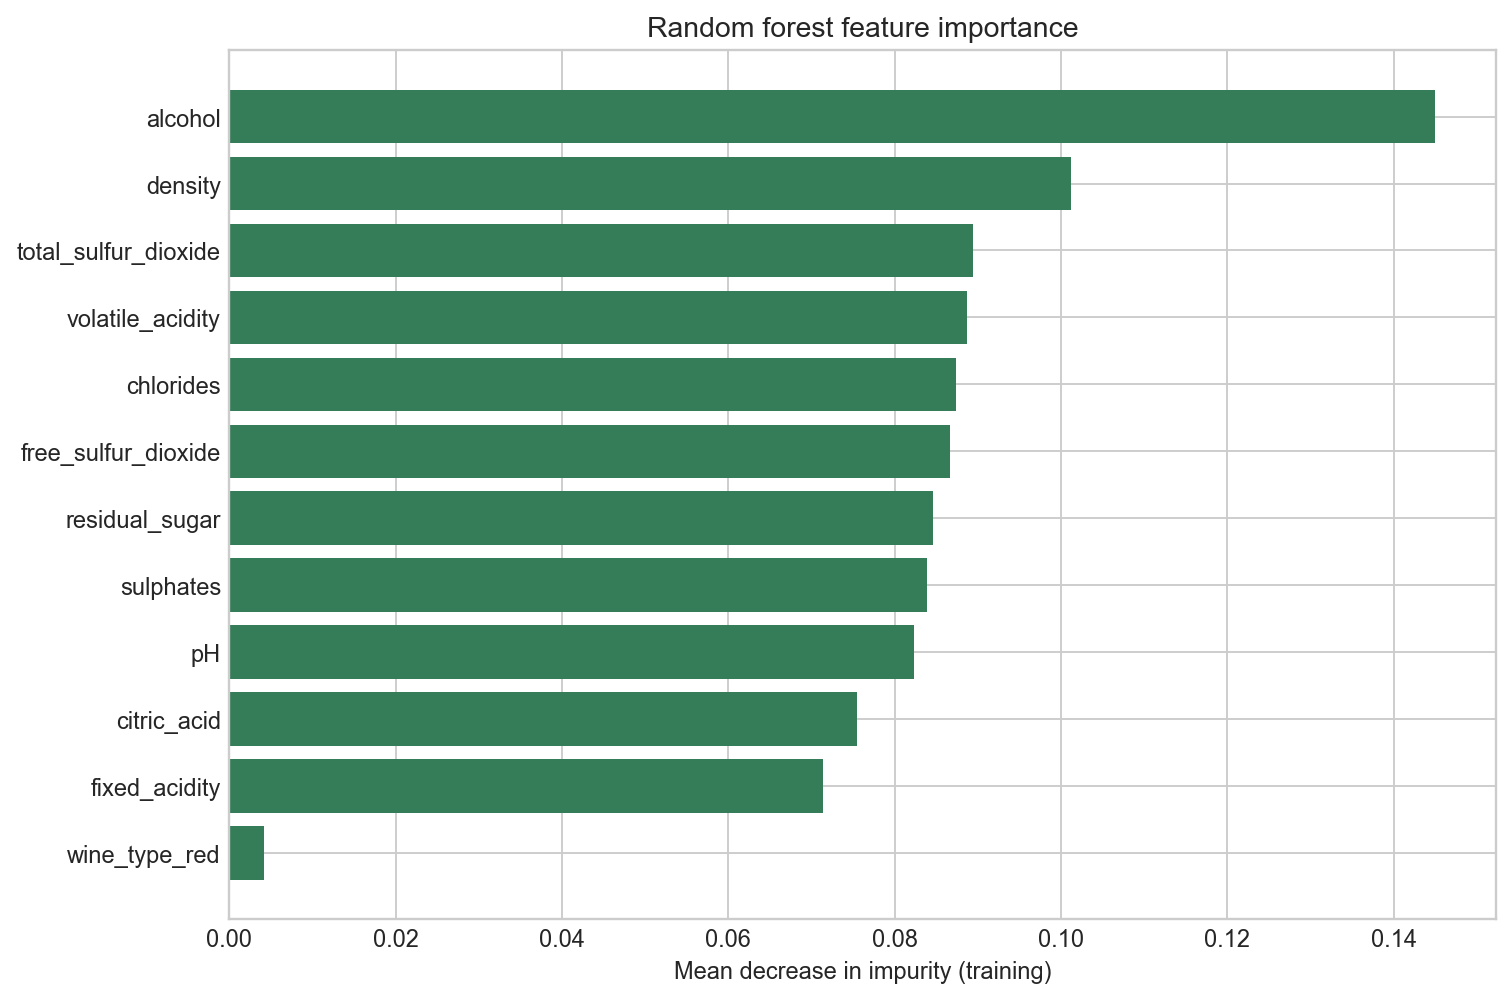 Random forest feature importance
alcohol
density
total_sulfur_dioxide
volatile_acidity
chlorides
free_sulfur_dioxide
residual_sugar
sulphates
pH
citric_acid
fixed_acidity
wine_type_red
0.00 0.02 0.04 0.06 0.08 0.10 0.12 0.14
Mean decrease in impurity (training)